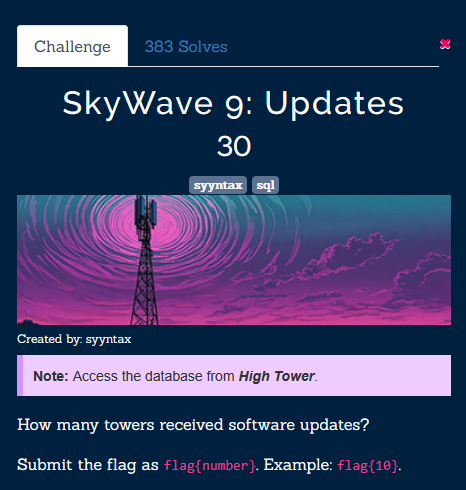 Challenge
383 Solves
SkyWave 9: Updates
30
syyntax sql
Created by: syyntax
Note: Access the database from High Tower.
How many towers received software updates?
Submit the flag as flag{number}. Example: flag{10}.